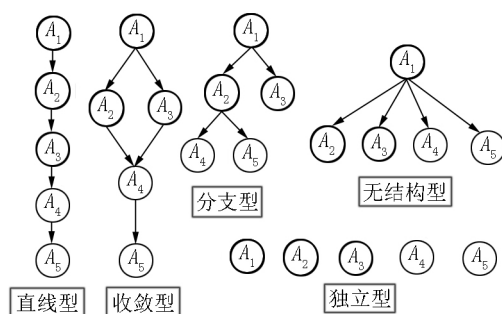 A₁
A₂
A₃
A₄
A₅
直线型
A₁
A₂ A₃
A₄
A₅
收敛型
A₁
A₂ A₃
A₄ A₅
分支型
A₁
A₂ A₃ A₄ A₅
无结构型
A₁ A₂ A₃ A₄ A₅
独立型